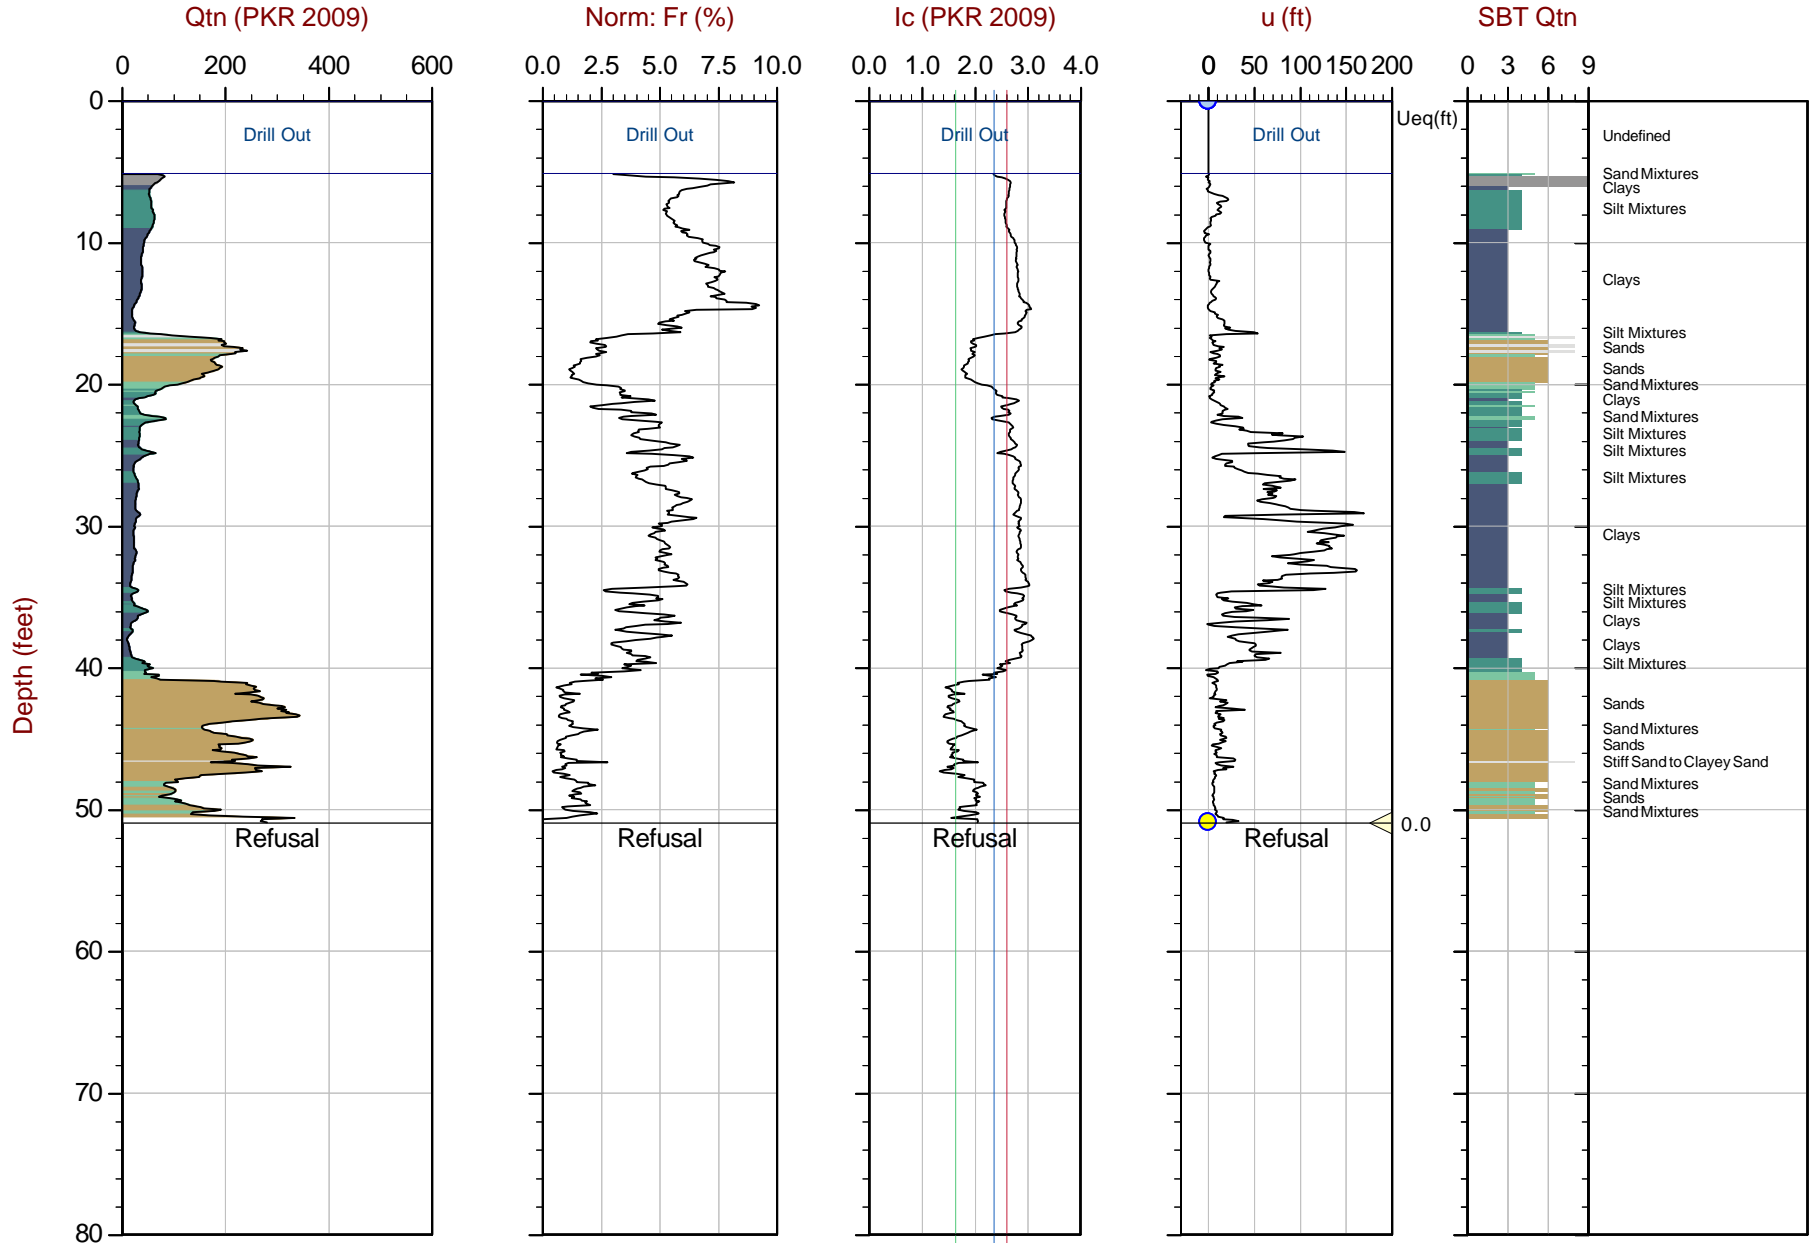 Qtn (PKR 2009) Norm: Fr (%) Ic (PKR 2009) u (ft) SBT Qtn
0 200 400 600 0.0 2.5 5.0 7.5 10.0 0.0 1.0 2.0 3.0 4.0 0 50 100 150 200 0 3 6 9
0
Ueq(ft)
Drill Out Drill Out Drill Out Drill Out Undefined
Sand Mixtures
Clays
Silt Mixtures
10
Clays
Silt Mixtures
Sands
Sands
20 Sand Mixtures
Clays
Sand Mixtures
Silt Mixtures
Silt Mixtures
Silt Mixtures
30
Clays
Silt Mixtures
Silt Mixtures
Clays
Clays
40 Silt Mixtures
Depth (feet)
Sands
Sand Mixtures
Sands
Stiff Sand to Clayey Sand
Sand Mixtures
Sands
50 Sand Mixtures
0.0
Refusal Refusal Refusal Refusal
60
70
80